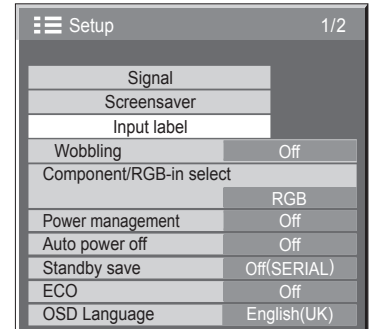 Setup 1/2
Signal
Screensaver
Input label
Wobbling Off
Component/RGB-in select
RGB
Power management Off
Auto power off Off
Standby save Off(SERIAL)
ECO Off
OSD Language English(UK)